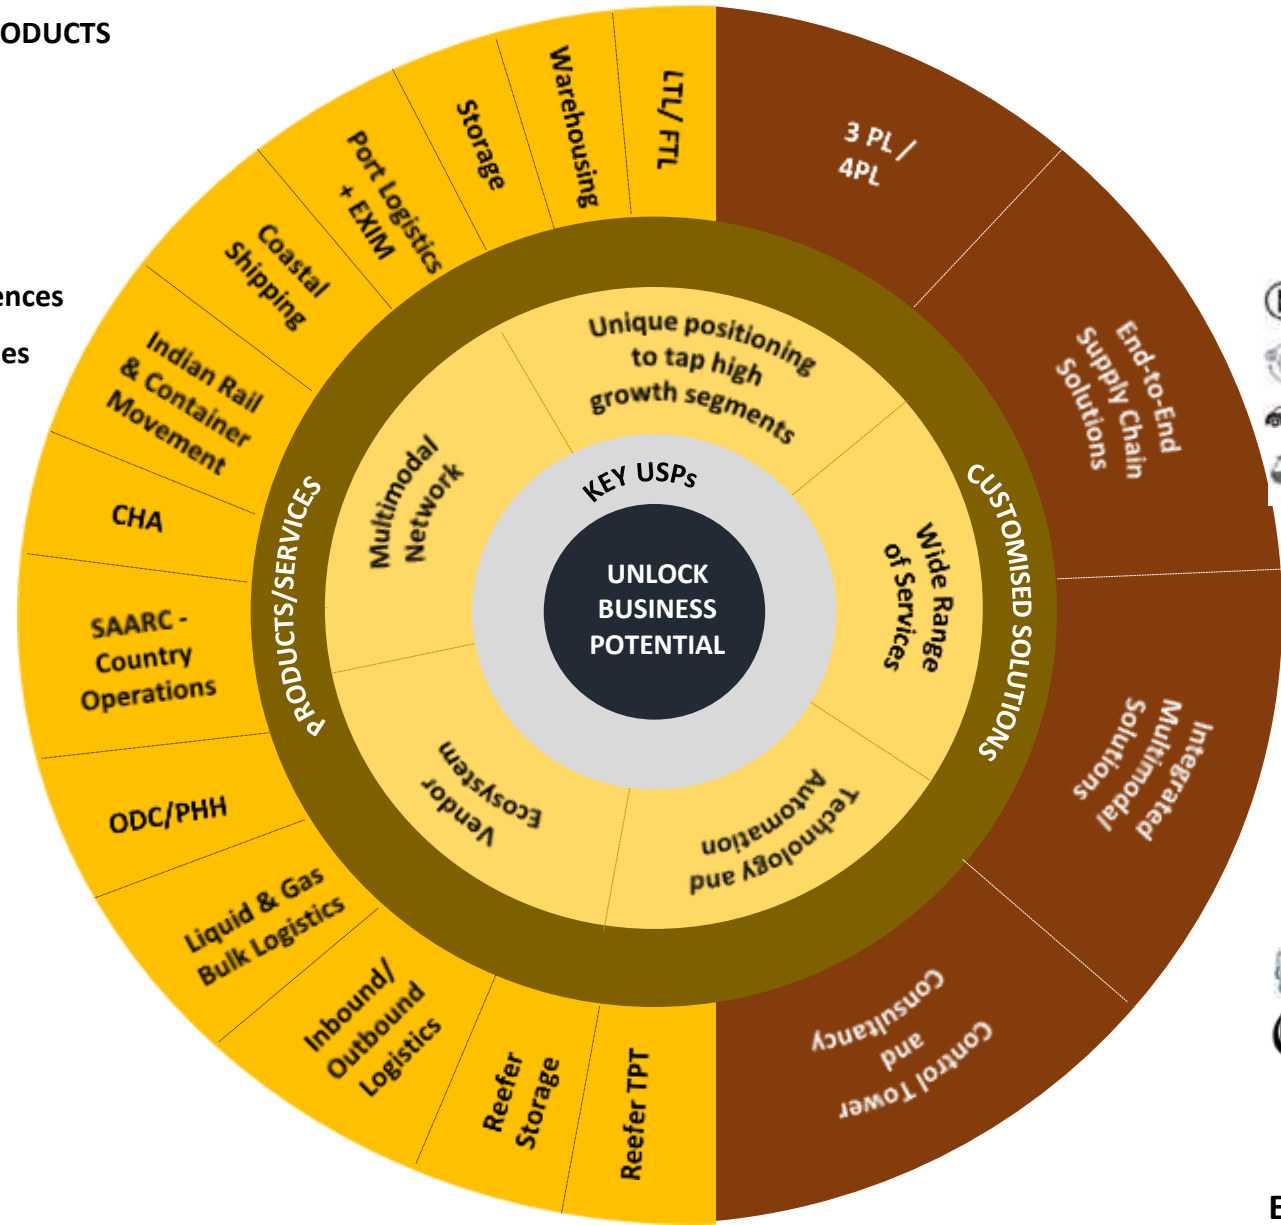 ODUCTS
ences
es
LTL/ FTL
Warehousing
Storage
Port Logistics
+ EXIM
Coastal
Shipping
Indian Rail
& Container
Movement
CHA
SAARC -
Country
Operations
ODC/PHH
Liquid & Gas
Bulk Logistics
Inbound/
Outbound
Logistics
Reefer
Storage
Reefer TPT
3 PL /
4PL
End-to-End
Supply Chain
Solutions
Integrated
Multimodal
Solutions
Control Tower
and
Consultancy
PRODUCTS/SERVICES
CUSTOMISED SOLUTIONS
Unique positioning
to tap high
growth segments
Wide Range
of Services
Technology and
Automation
Vendor
Ecosystem
Multimodal
Network
KEY USPs
UNLOCK
BUSINESS
POTENTIAL
E